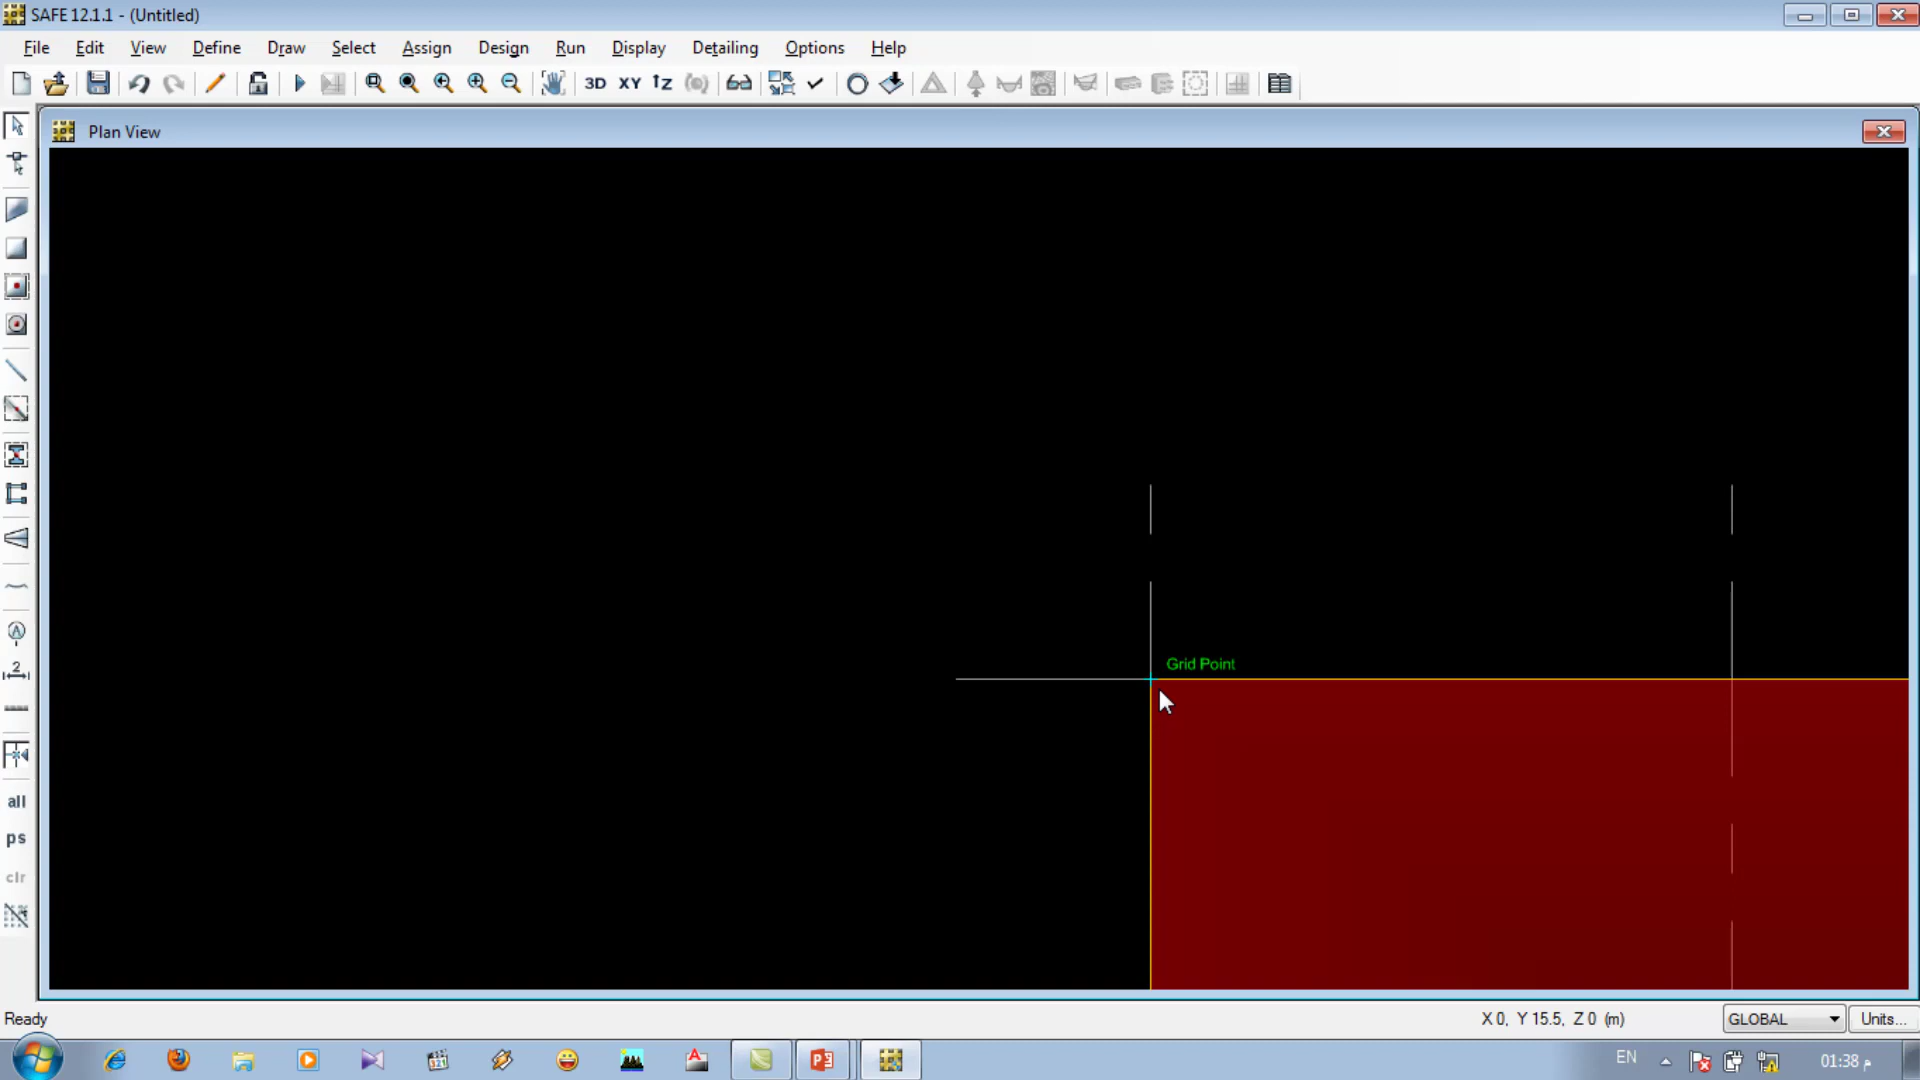 SAFE 12.1.1 - (Untitled)
File Edit View Define Draw Select Assign Design Run Display Detailing Options Help
3D XY
Plan View
Grid Point
all
ps
clr
Ready
X 0, Y 15.5, Z 0 (m)
GLOBAL
Units...
EN
01:38 م